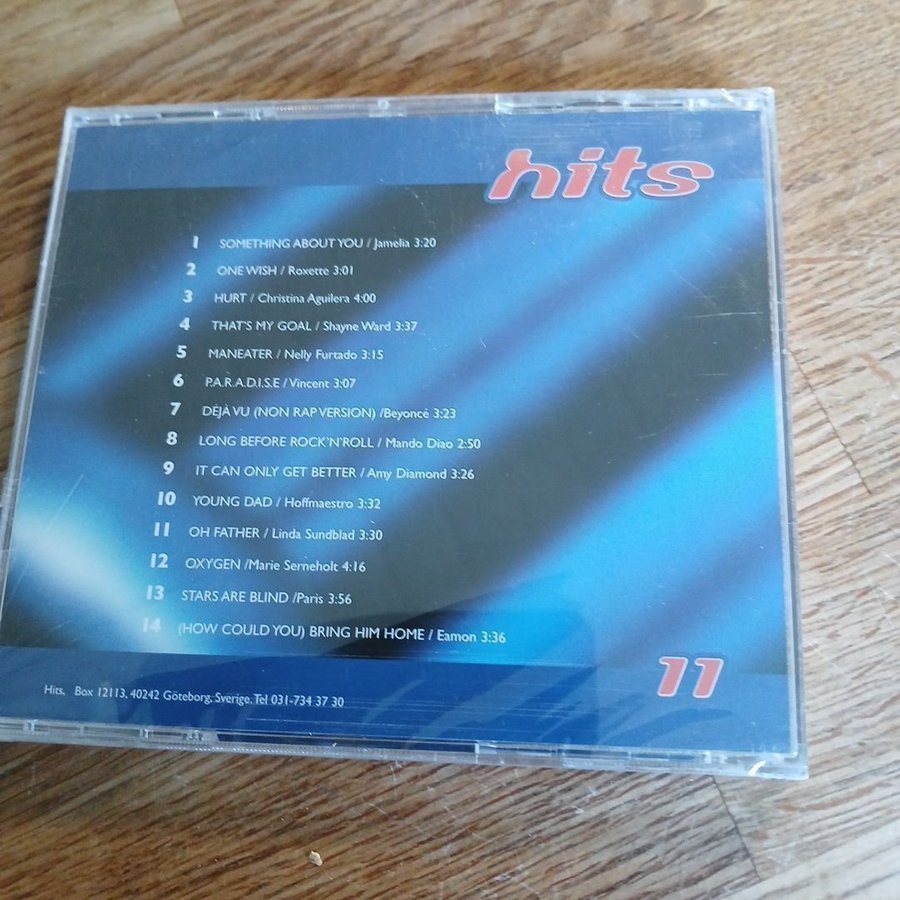 hits
1 SOMETHING ABOUT YOU / Jamelia 3:20
2 ONE WISH / Roxette 3:01
3 HURT / Christina Aguilera 4:00
4 THAT'S MY GOAL / Shayne Ward 3:37
5 MANEATER / Nelly Furtado 3:15
6 P.A.R.A.D.I.S.E / Vincent 3:07
7 DÉJÀ VU (NON RAP VERSION) /Beyoncé 3:23
8 LONG BEFORE ROCK'N'ROLL / Mando Diao 2:50
9 IT CAN ONLY GET BETTER / Amy Diamond 3:26
10 YOUNG DAD / Hoffmaestro 3:32
11 OH FATHER / Linda Sundblad 3:30
12 OXYGEN /Marie Serneholt 4:16
13 STARS ARE BLIND /Paris 3:56
14 (HOW COULD YOU) BRING HIM HOME / Eamon 3:36
11
Hits, Box 12113, 40242 Göteborg, Sverige. Tel 031-734 37 30